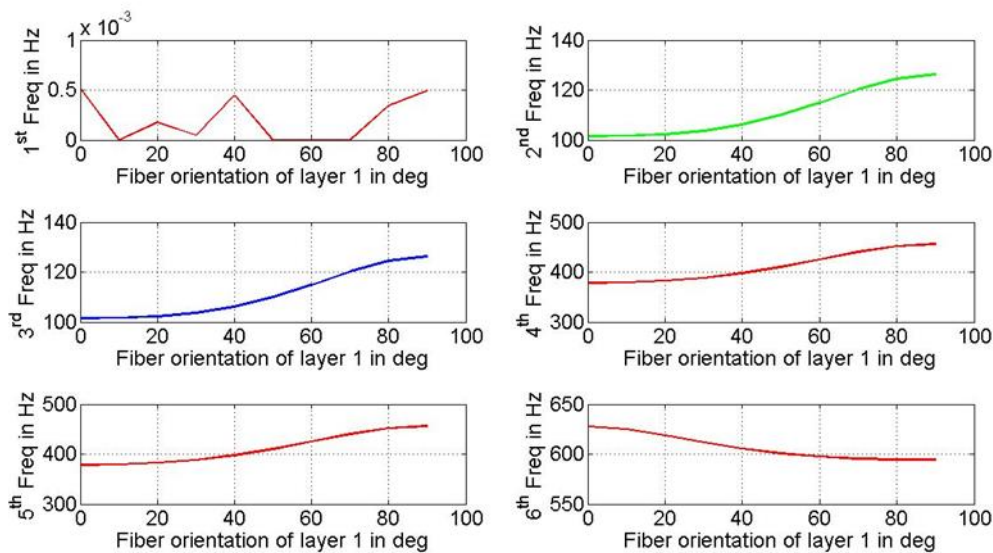 1 x 10-3
1st Freq in Hz
0.5
0
0 20 40 60 80 100
Fiber orientation of layer 1 in deg
2nd Freq in Hz
140
120
100
0 20 40 60 80 100
Fiber orientation of layer 1 in deg
3rd Freq in Hz
140
120
100
0 20 40 60 80 100
Fiber orientation of layer 1 in deg
4th Freq in Hz
500
400
300
0 20 40 60 80 100
Fiber orientation of layer 1 in deg
5th Freq in Hz
500
400
300
0 20 40 60 80 100
Fiber orientation of layer 1 in deg
6th Freq in Hz
650
600
550
0 20 40 60 80 100
Fiber orientation of layer 1 in deg